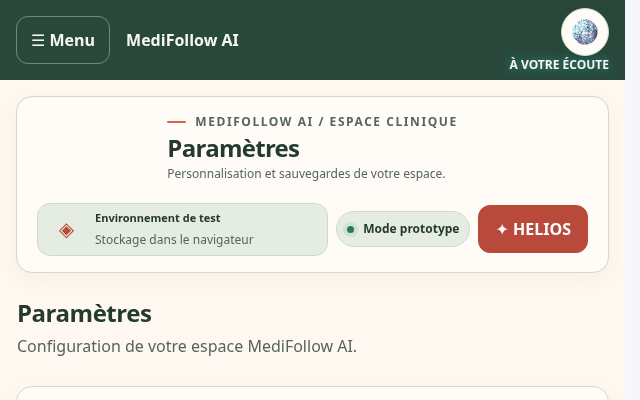 ☰ Menu
MediFollow AI
À VOTRE ÉCOUTE
MEDIFOLLOW AI / ESPACE CLINIQUE
Paramètres
Personnalisation et sauvegardes de votre espace.
◈
Environnement de test
Stockage dans le navigateur
Mode prototype
✦ HELIOS
Paramètres
Configuration de votre espace MediFollow AI.